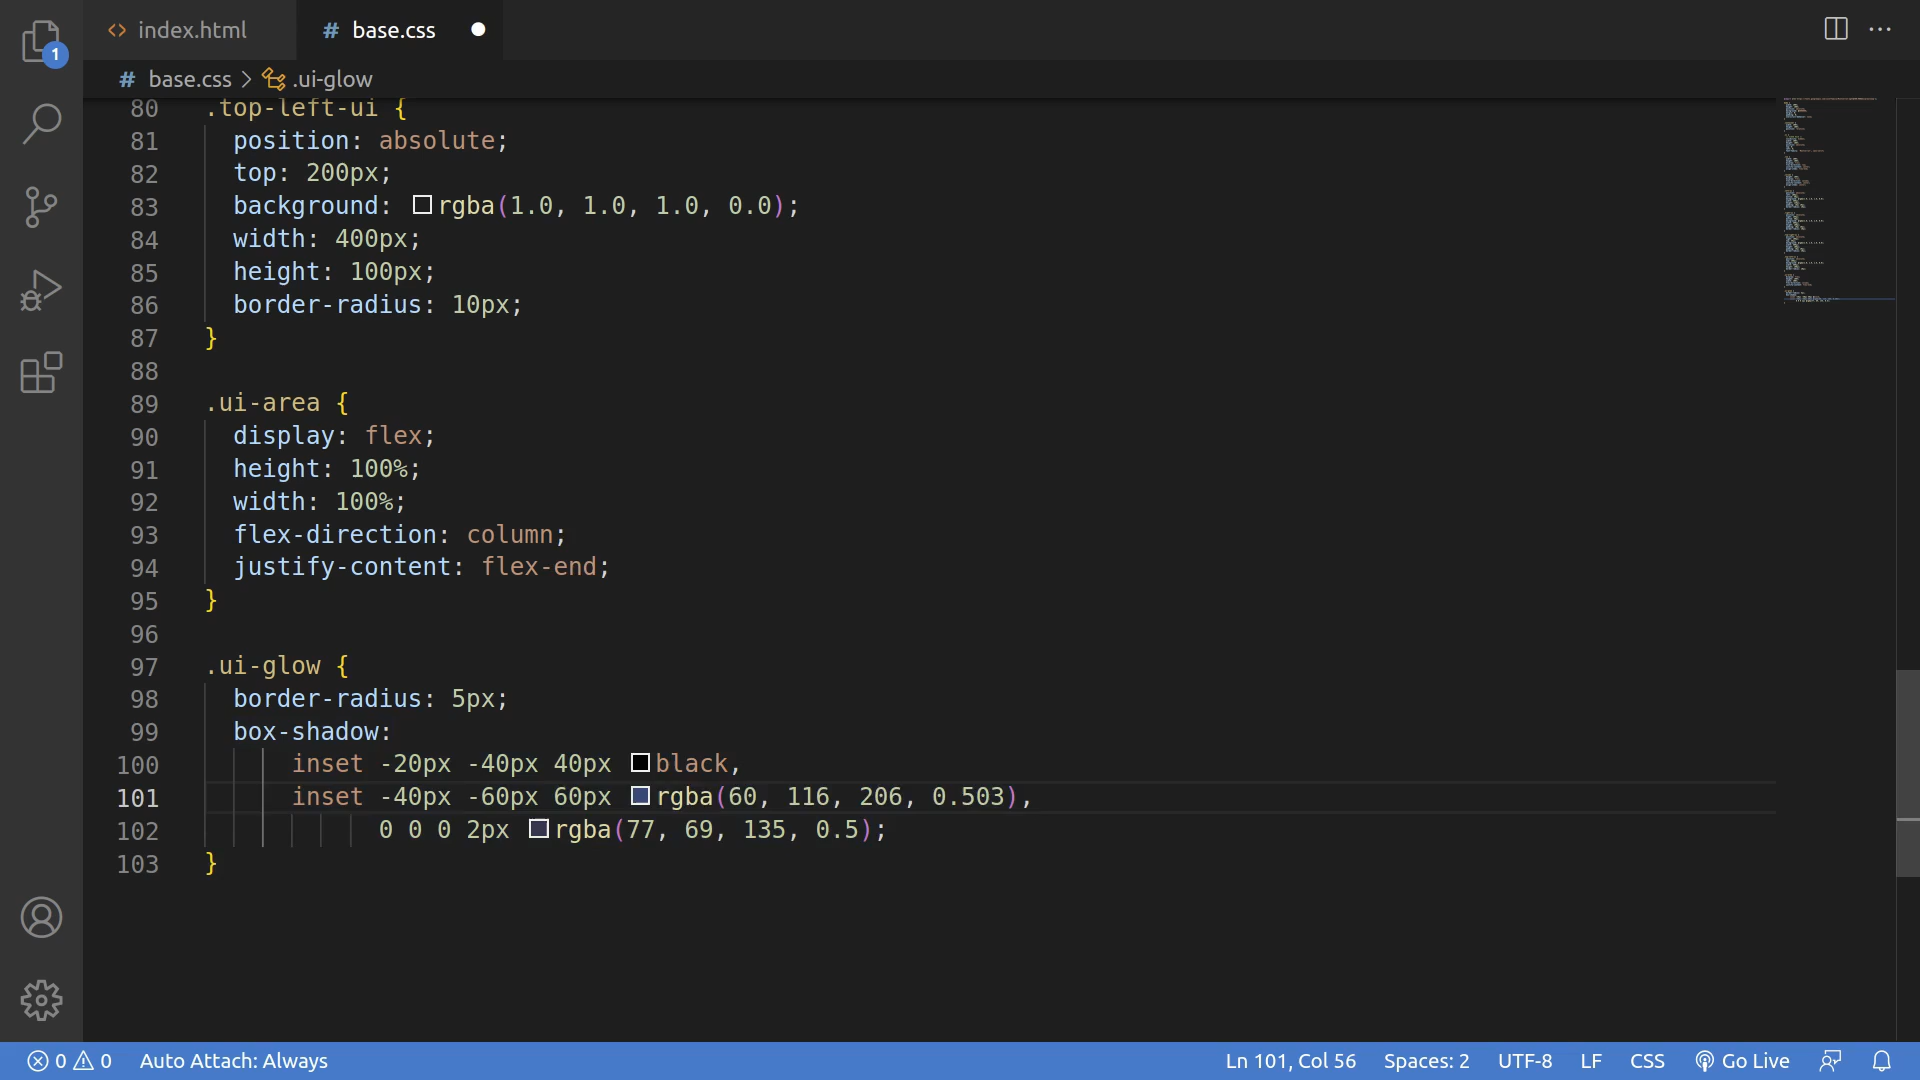 index.html
# base.css
1
# base.css > .ui-glow
80 .top-left-ui {
81 position: absolute;
82 top: 200px;
83 background: rgba(1.0, 1.0, 1.0, 0.0);
84 width: 400px;
85 height: 100px;
86 border-radius: 10px;
87 }
88
89 .ui-area {
90 display: flex;
91 height: 100%;
92 width: 100%;
93 flex-direction: column;
94 justify-content: flex-end;
95 }
96
97 .ui-glow {
98 border-radius: 5px;
99 box-shadow:
100 inset -20px -40px 40px black,
101 inset -40px -60px 60px rgba(60, 116, 206, 0.503),
102 0 0 0 2px rgba(77, 69, 135, 0.5);
103 }
0 0 Auto Attach: Always Ln 101, Col 56 Spaces: 2 UTF-8 LF CSS Go Live